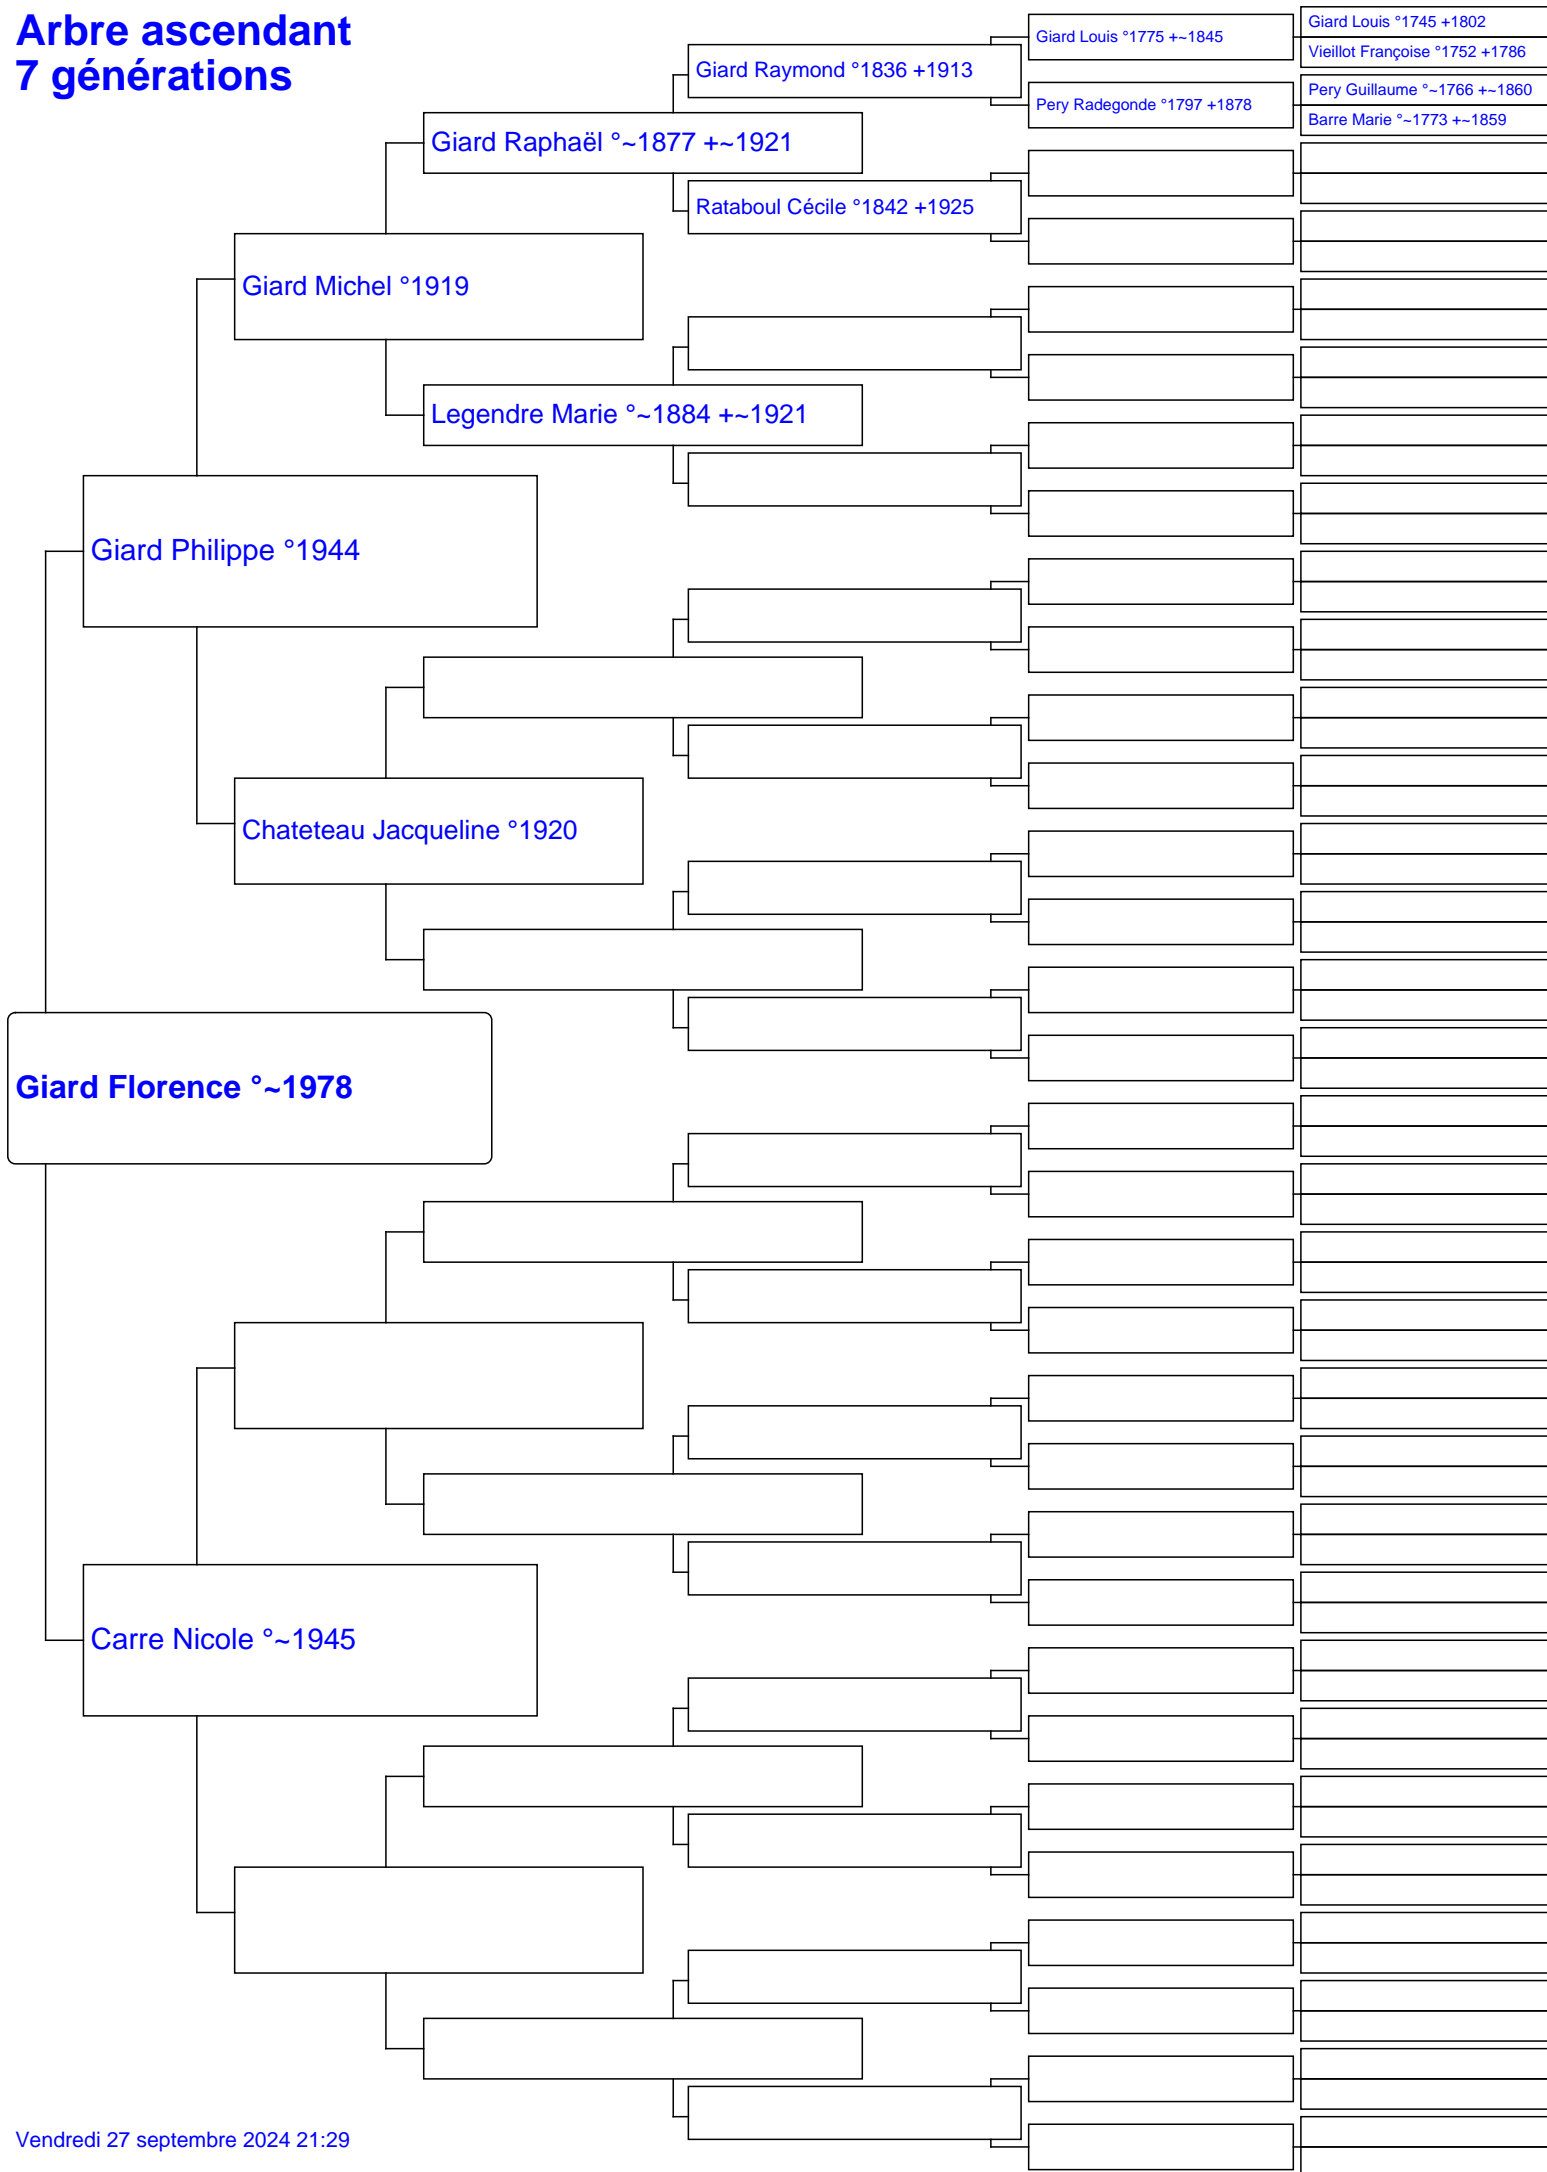 Arbre ascendant
7 générations
Giard Louis °1745 +1802
Giard Louis °1775 +~1845
Vieillot Françoise °1752 +1786
Giard Raymond °1836 +1913
Pery Guillaume °~1766 +~1860
Pery Radegonde °1797 +1878
Barre Marie °~1773 +~1859
Giard Raphaël °~1877 +~1921
Rataboul Cécile °1842 +1925
Giard Michel °1919
Legendre Marie °~1884 +~1921
Giard Philippe °1944
Chateteau Jacqueline °1920
Giard Florence °~1978
Carre Nicole °~1945
Vendredi 27 septembre 2024 21:29